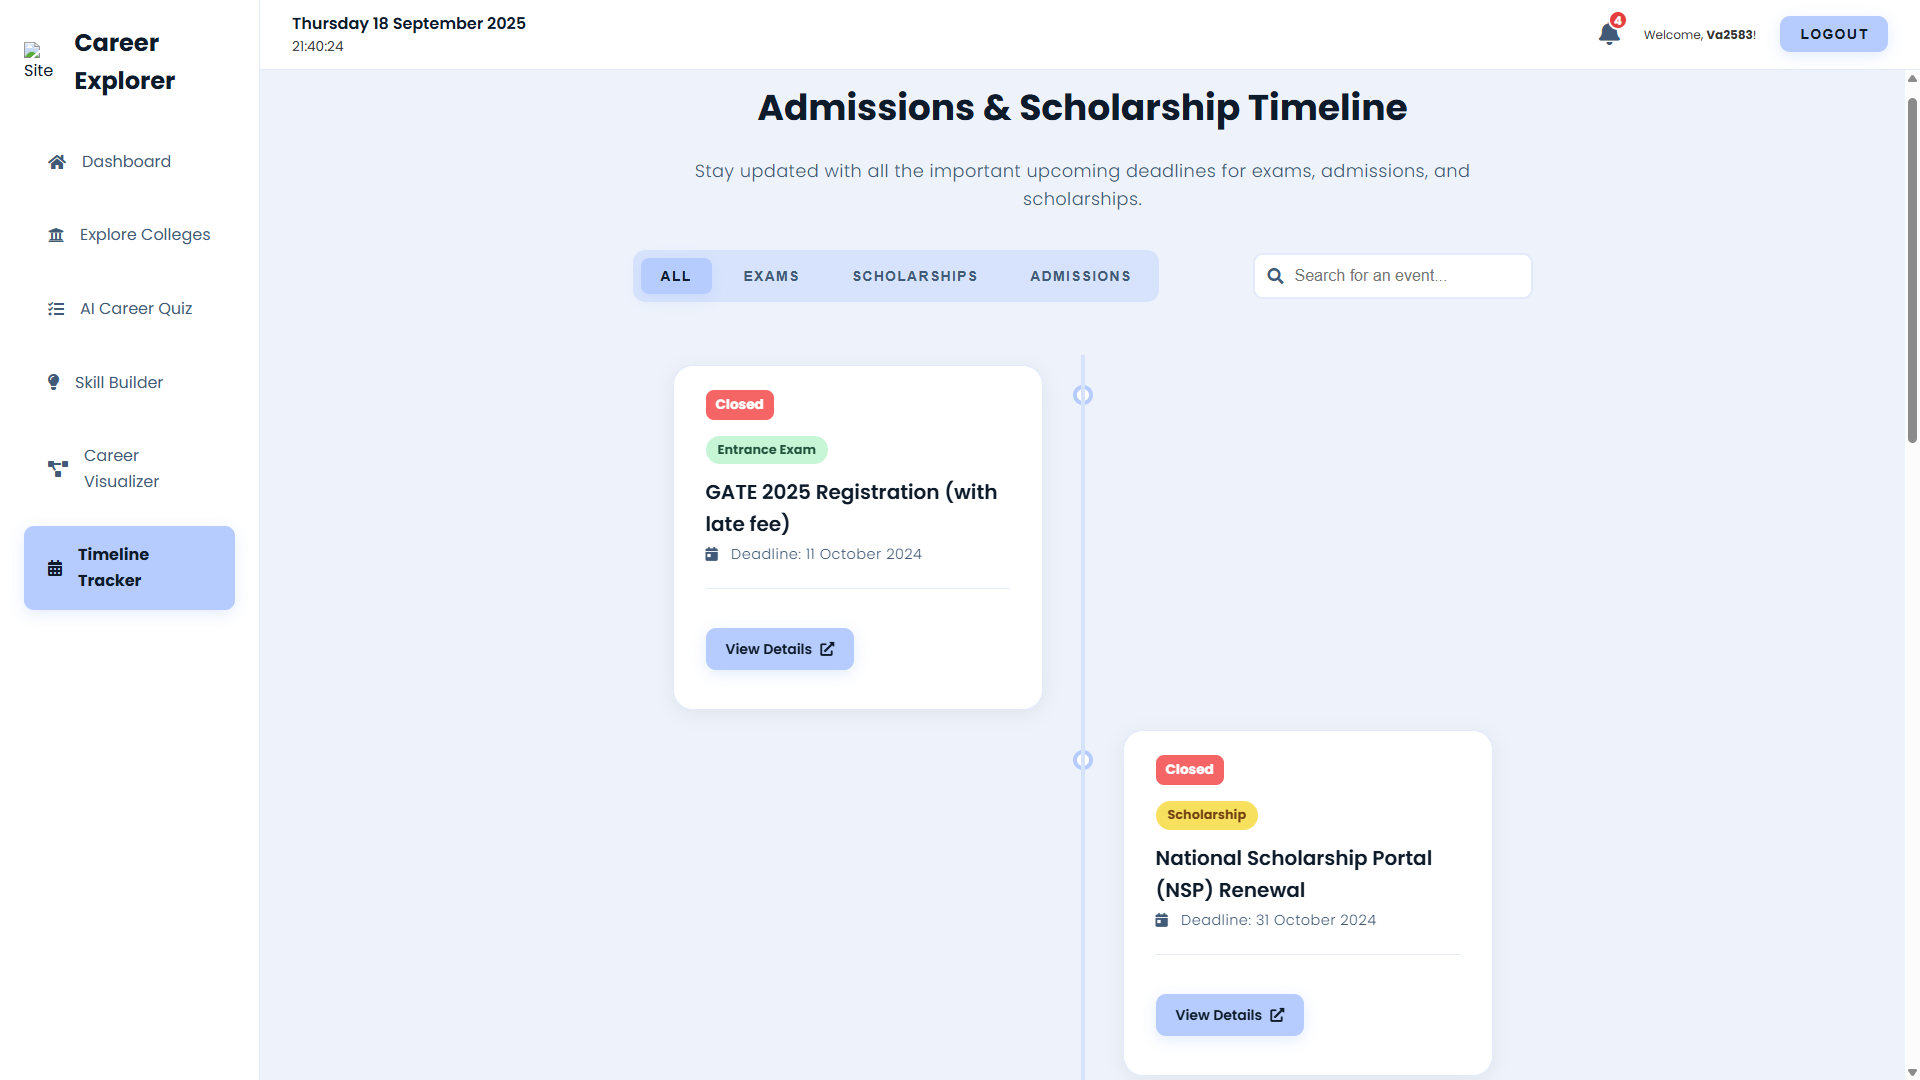 Site
Career
Explorer
Dashboard
Explore Colleges
AI Career Quiz
Skill Builder
Career
Visualizer
Timeline
Tracker
Thursday 18 September 2025
21:40:24
4
Welcome, Va2583!
LOGOUT
Admissions & Scholarship Timeline
Stay updated with all the important upcoming deadlines for exams, admissions, and
scholarships.
ALL
EXAMS
SCHOLARSHIPS
ADMISSIONS
Search for an event...
Closed
Entrance Exam
GATE 2025 Registration (with
late fee)
Deadline: 11 October 2024
View Details
Closed
Scholarship
National Scholarship Portal
(NSP) Renewal
Deadline: 31 October 2024
View Details